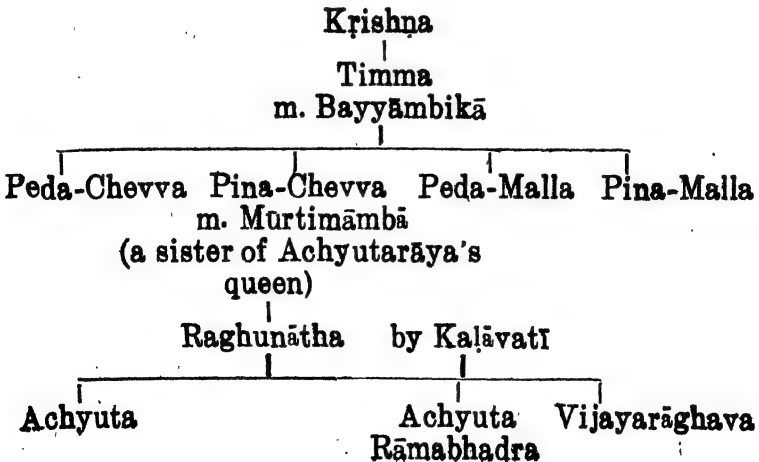 Kṛishṇa
Timma
m. Bayyāmbikā
Peda-Chevva Pina-Chevva Peda-Malla Pina-Malla
m. Mūrtimāmbā
(a sister of Achyutarāya's
queen)
Raghunātha by Kaḷāvatī
Achyuta Achyuta Vijayarāghava
Rāmabhadra